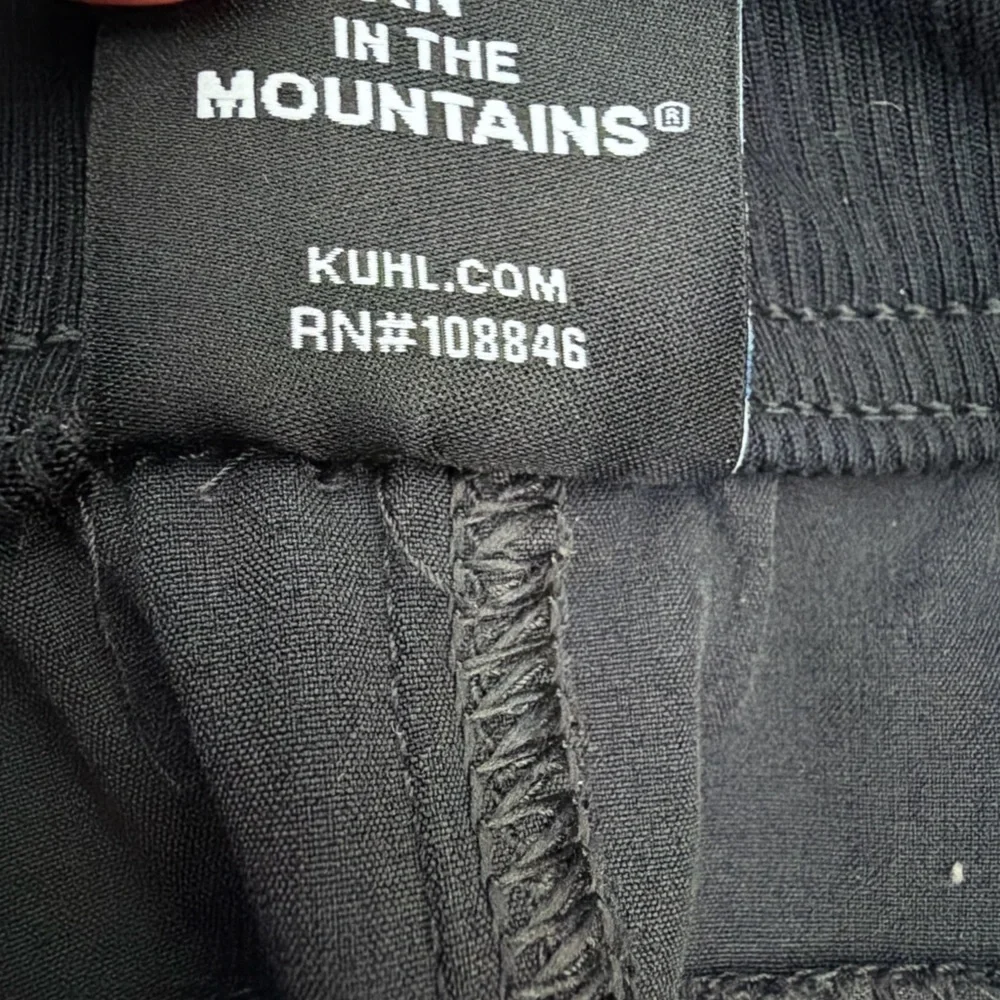 IN THE
MOUNTAINS®
KUHL.COM
RN#108846